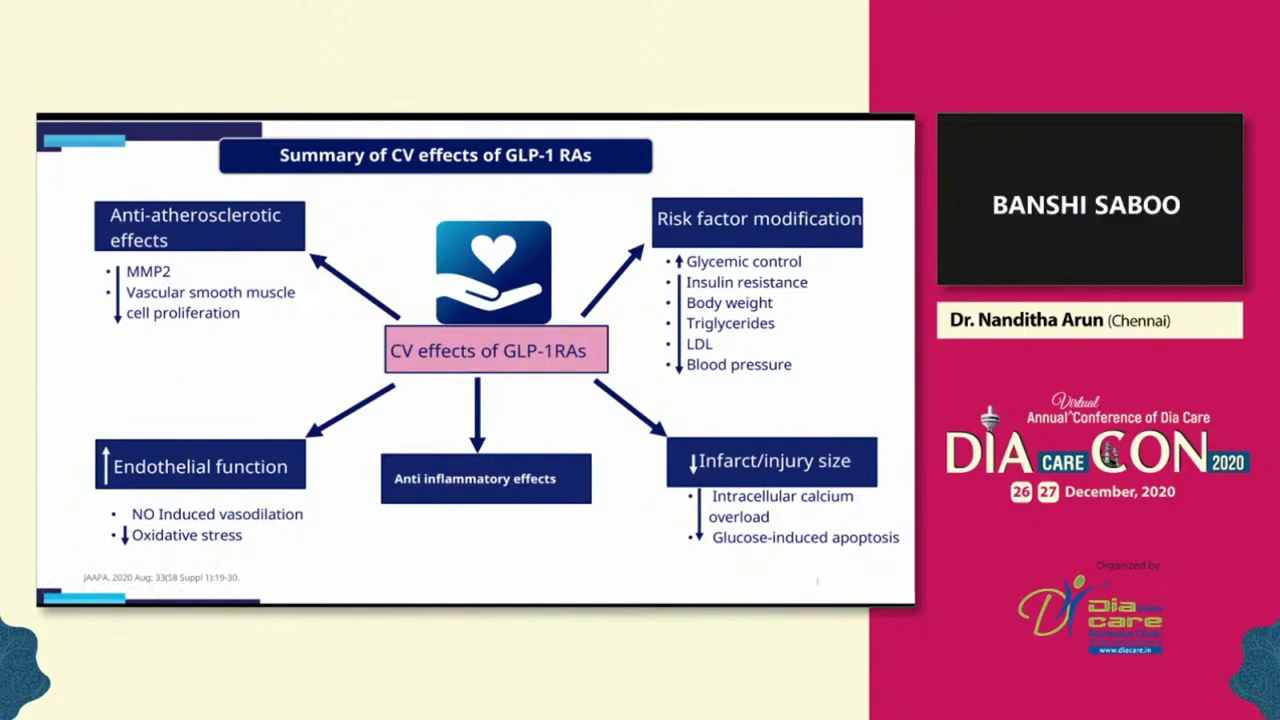 Summary of CV effects of GLP-1 RAs
Anti-atherosclerotic
effects
• MMP2
• Vascular smooth muscle
cell proliferation
Risk factor modification
• Glycemic control
• Insulin resistance
• Body weight
• Triglycerides
• LDL
• Blood pressure
CV effects of GLP-1RAs
Endothelial function
• NO Induced vasodilation
• Oxidative stress
Anti inflammatory effects
Infarct/injury size
• Intracellular calcium
overload
• Glucose-induced apoptosis
JAAPA. 2020 Aug; 33(S8 Suppl 1):19-30.
BANSHI SABOO
Dr. Nanditha Arun (Chennai)
Virtual
Annual^Conference of Dia Care
DIA CARE CON 2020
26 27 December, 2020
Organized by
Dia
care
www.diacare.in